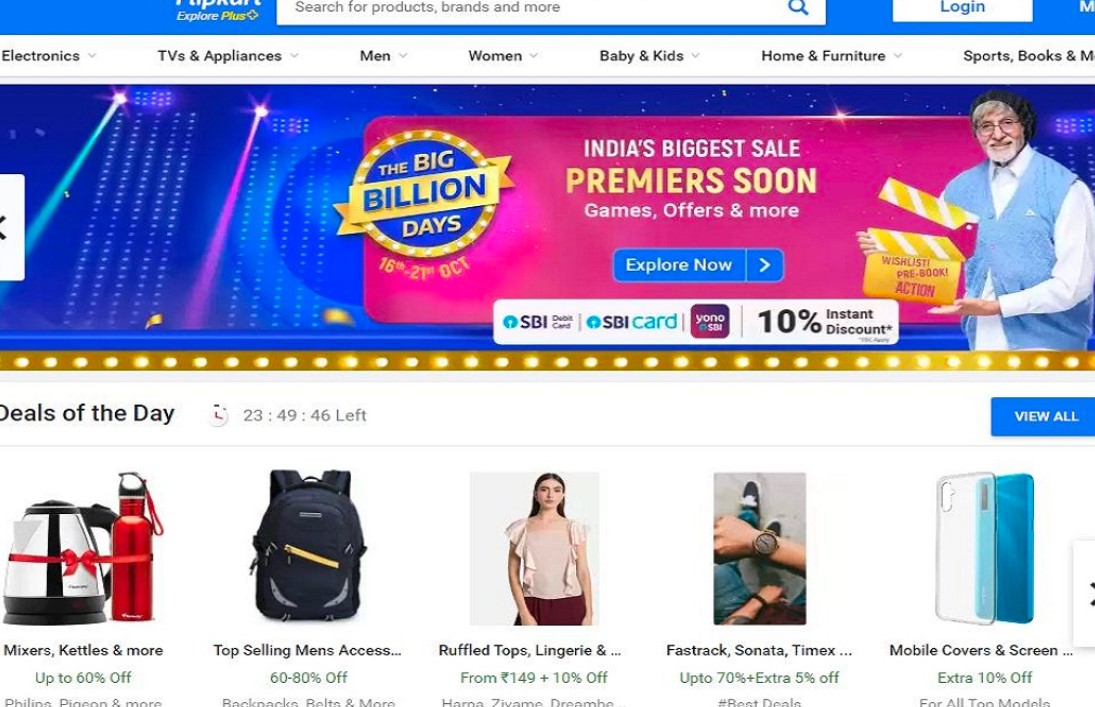 Flipkart
Explore Plus
Search for products, brands and more
Login
Electronics
TVs & Appliances
Men
Women
Baby & Kids
Home & Furniture
Sports, Books & M
THE BIG
BILLION
DAYS
16th-21st OCT
INDIA'S BIGGEST SALE
PREMIERS SOON
Games, Offers & more
Explore Now
WISHLIST!
PRE-BOOK!
ACTION
SBI Debit Card
SBI card
yono
SBI
10% Instant Discount*
*T&C Apply
Deals of the Day
23 : 49 : 46 Left
VIEW ALL
Mixers, Kettles & more
Top Selling Mens Access...
Ruffled Tops, Lingerie & ...
Fastrack, Sonata, Timex ...
Mobile Covers & Screen ...
Up to 60% Off
60-80% Off
From ₹149 + 10% Off
Upto 70%+Extra 5% off
Extra 10% Off
Philips, Pigeon & more
Backpacks, Belts & More
Harpa, Zivame, Dreambe...
#Best Deals
For All Top Models